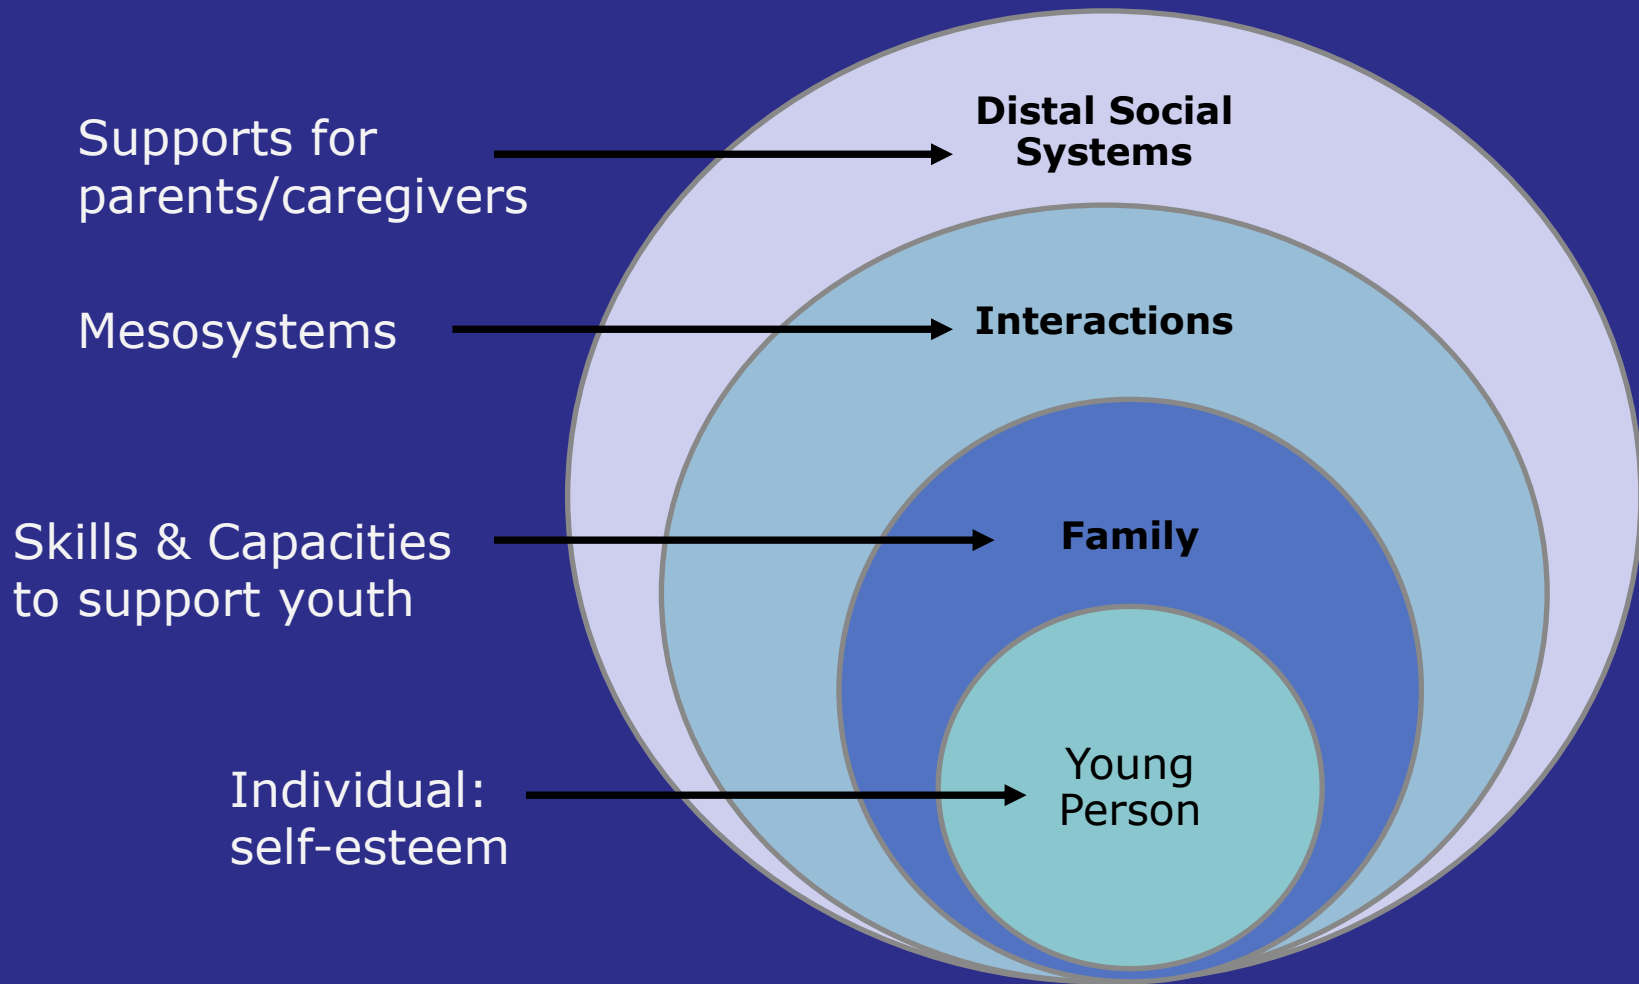 Supports for
parents/caregivers
Distal Social
Systems
Mesosystems
Interactions
Skills & Capacities
to support youth
Family
Individual:
self-esteem
Young
Person